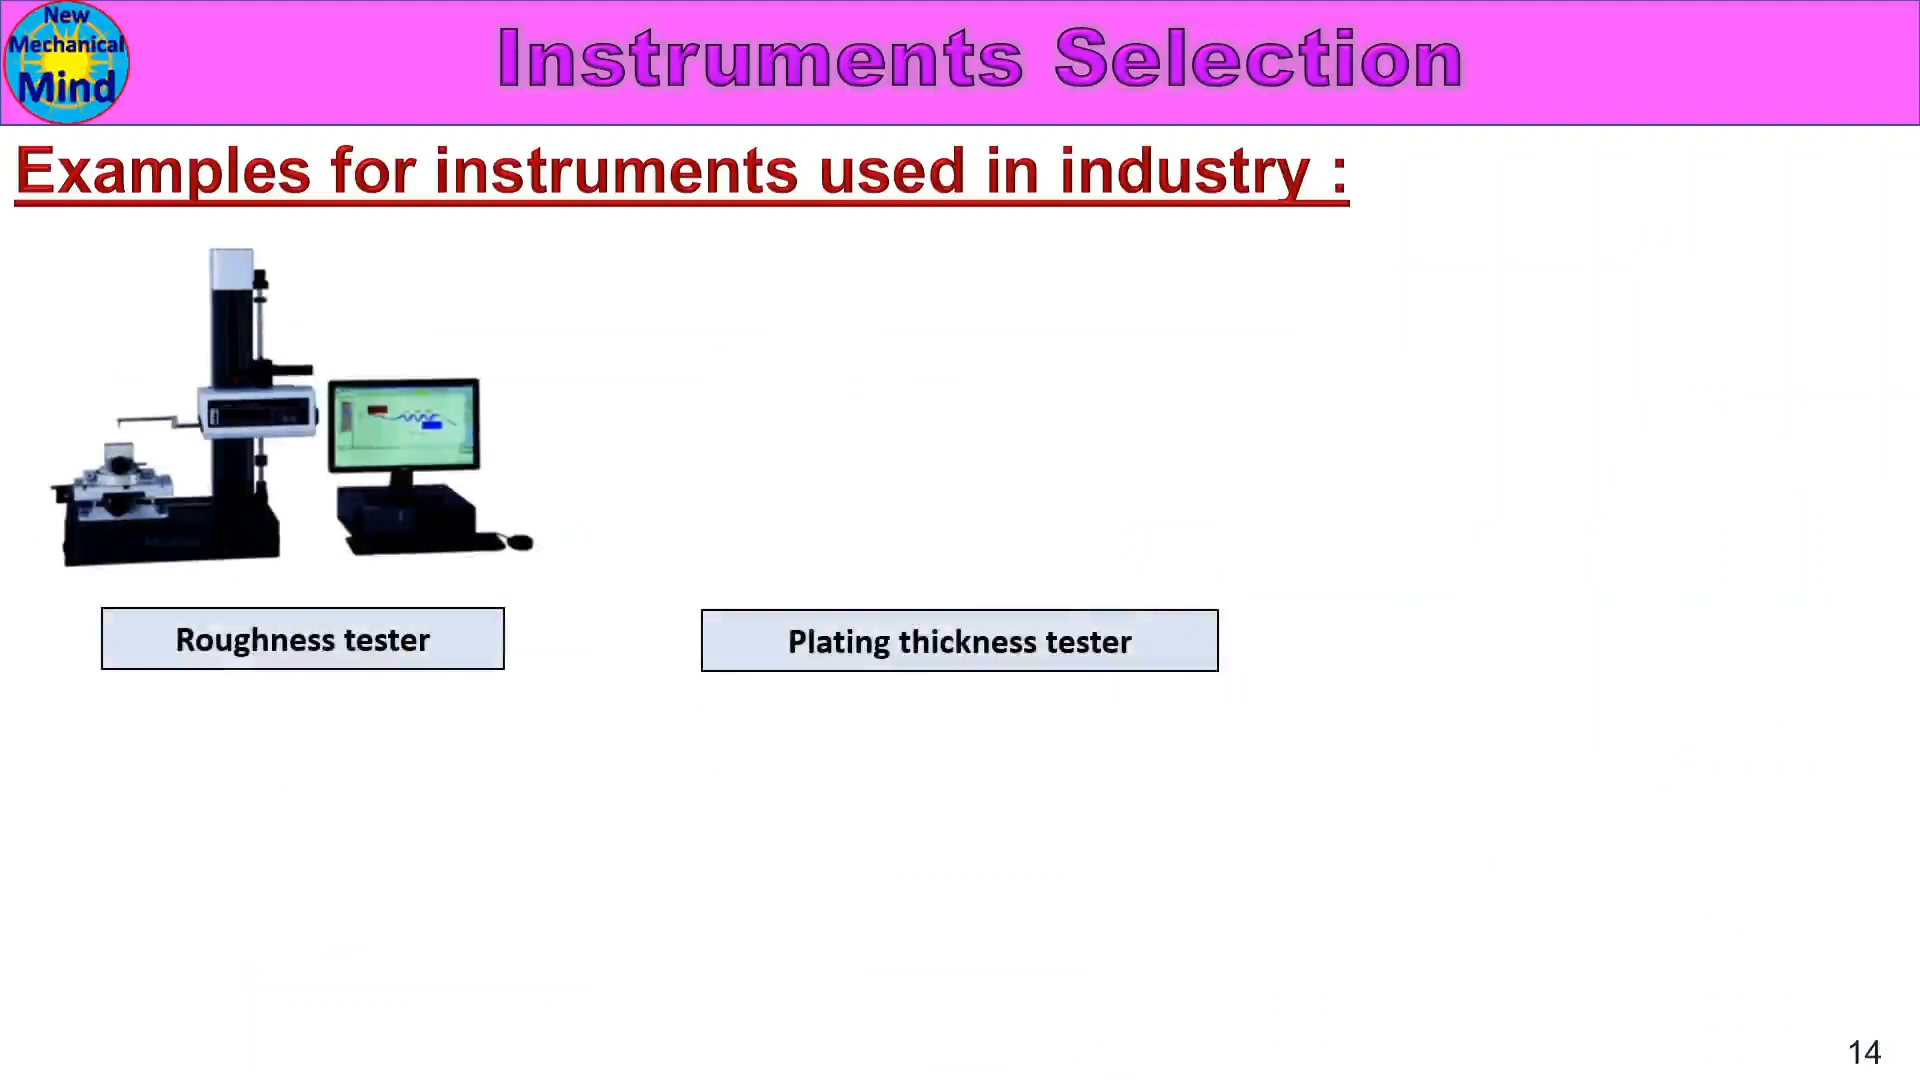 New
Mechanical
Mind
Instruments Selection
Examples for instruments used in industry :
Roughness tester
Plating thickness tester
14